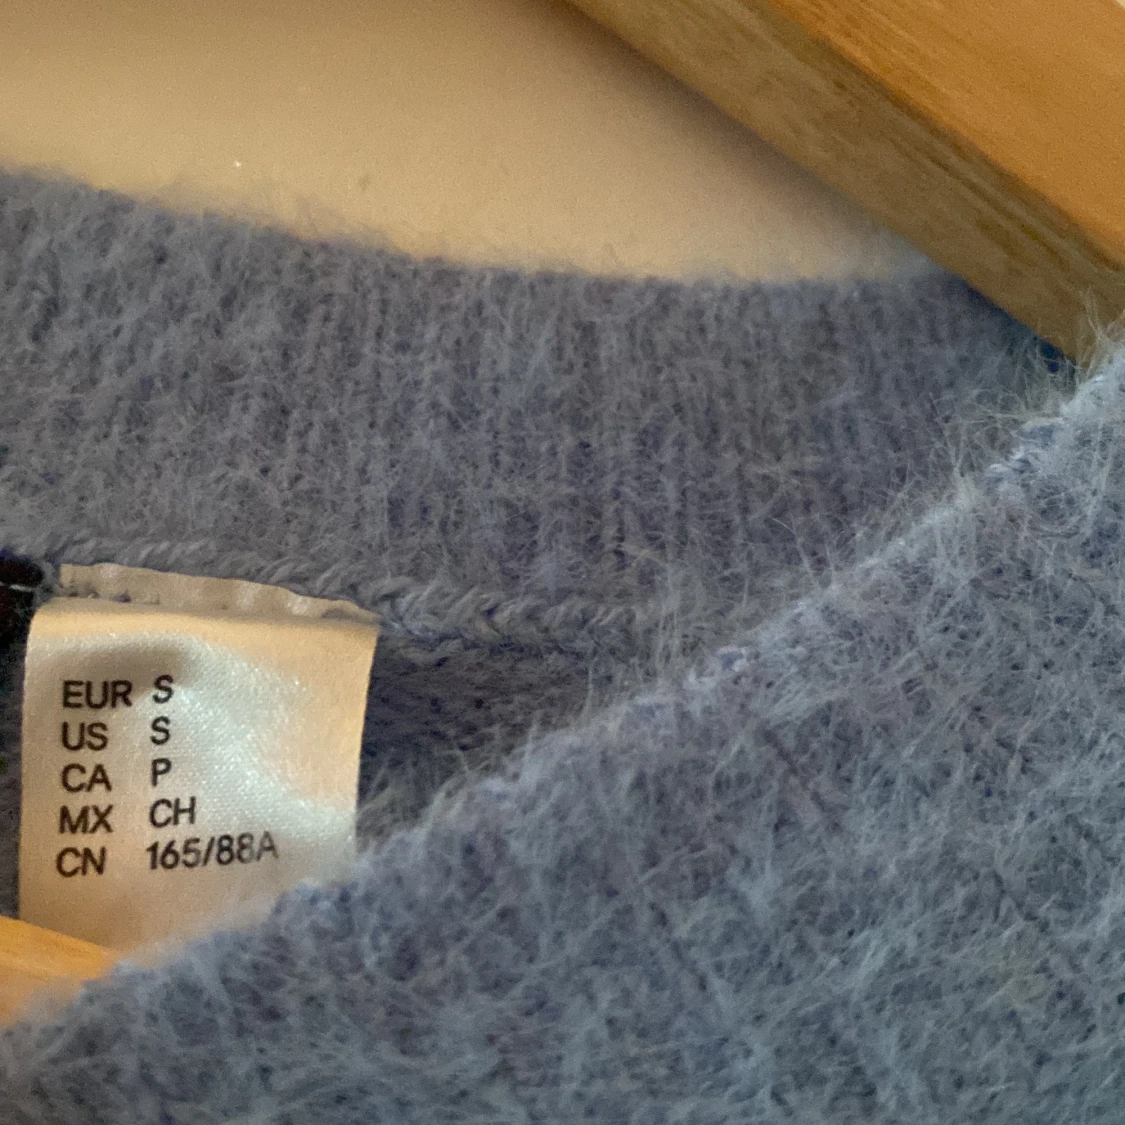 EUR S
US S
CA P
MX CH
CN 165/88A